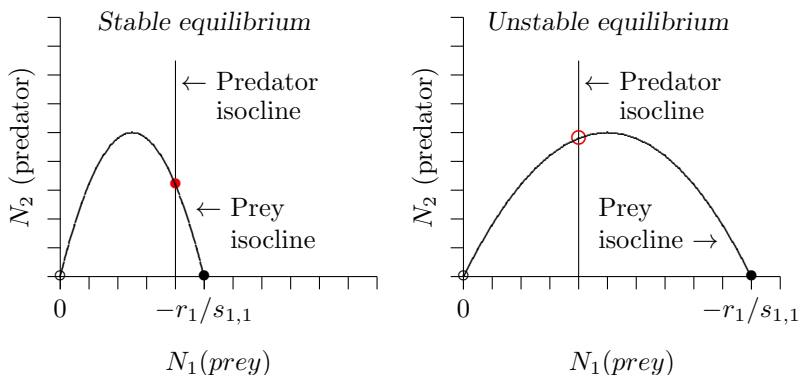 Stable equilibrium
← Predator
isocline
← Prey
isocline
N₂ (predator)
0
−r₁/s₁,₁
N₁(prey)
Unstable equilibrium
← Predator
isocline
Prey
isocline →
N₂ (predator)
0
−r₁/s₁,₁
N₁(prey)